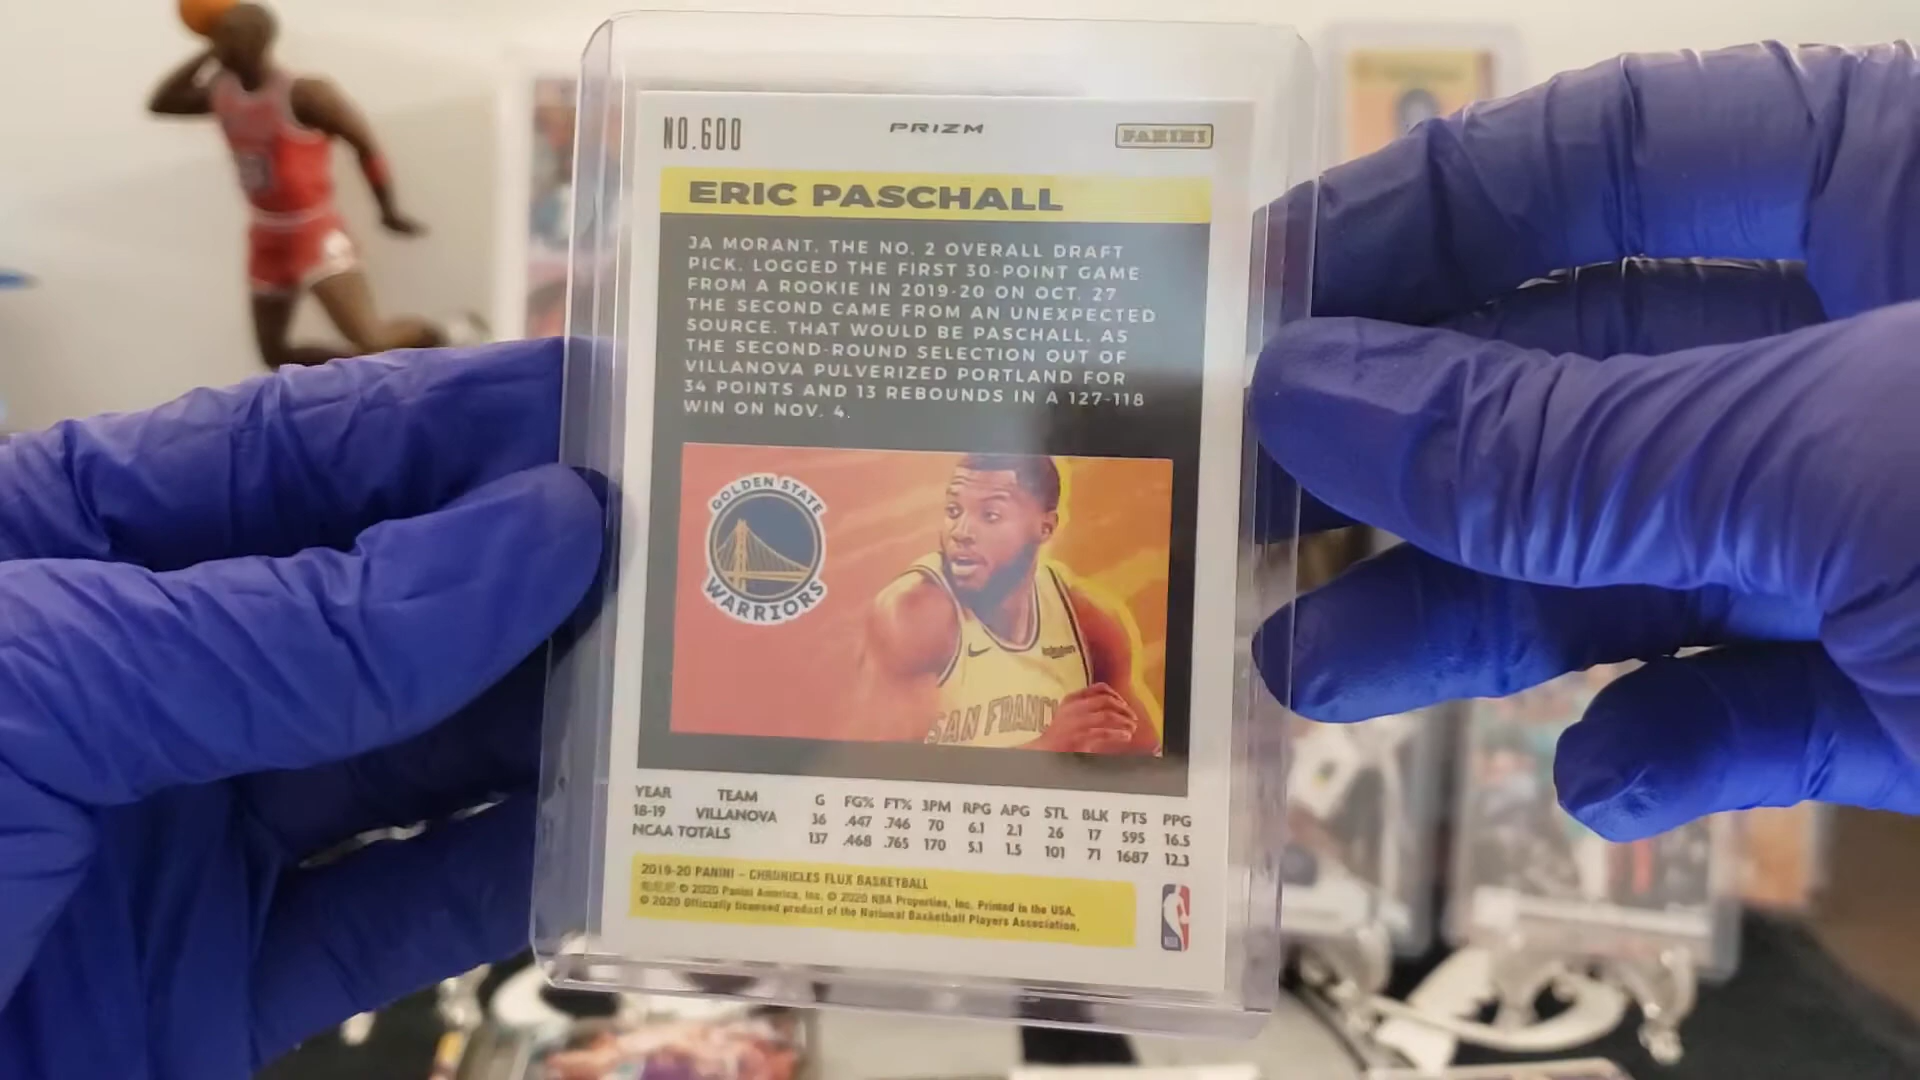 NO.600
PRIZM
PANINI
ERIC PASCHALL
JA MORANT, THE NO. 2 OVERALL DRAFT
PICK, LOGGED THE FIRST 30-POINT GAME
FROM A ROOKIE IN 2019-20 ON OCT. 27
THE SECOND CAME FROM AN UNEXPECTED
SOURCE. THAT WOULD BE PASCHALL, AS
THE SECOND-ROUND SELECTION OUT OF
VILLANOVA PULVERIZED PORTLAND FOR
34 POINTS AND 13 REBOUNDS IN A 127-118
WIN ON NOV. 4.
GOLDEN STATE
WARRIORS
SAN FRANC
YEAR TEAM G FG% FT% 3PM RPG APG STL BLK PTS PPG
18-19 VILLANOVA 36 .447 .746 70 6.1 2.1 26 17 595 16.5
NCAA TOTALS 137 .468 .765 170 5.1 1.5 101 71 1687 12.3
2019-20 PANINI – CHRONICLES FLUX BASKETBALL
© 2020 Panini America, Inc. © 2020 NBA Properties, Inc. Printed in the USA.
© 2020 Officially licensed product of the National Basketball Players Association.